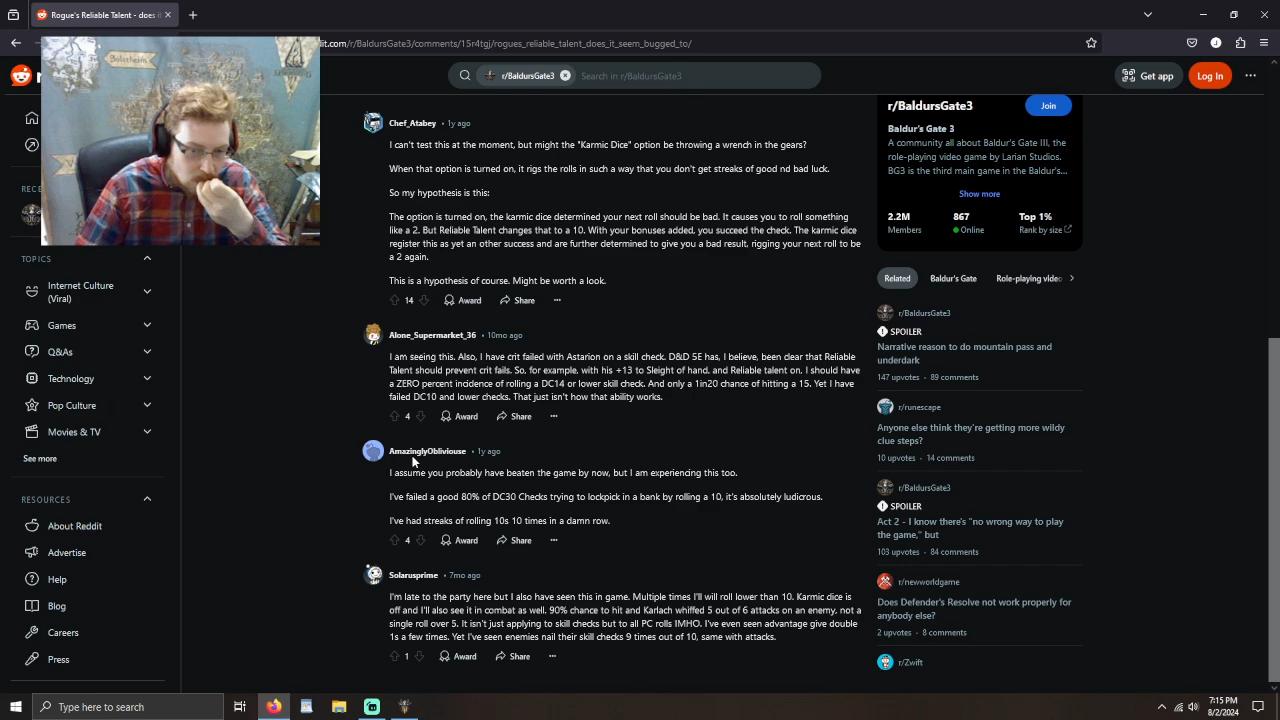 Rogue's Reliable Talent - does it
it.com/r/BaldursGate3/comments/15r4tgj/rogues_reliable_talent_does_it_seem_bugged_to/
r/BaldursGate3
Search in r/BaldursGate3
Get app
Log In
TOPICS
Internet Culture
(Viral)
Games
Q&As
Technology
Pop Culture
Movies & TV
See more
RESOURCES
About Reddit
Advertise
Help
Blog
Careers
Press
Chef_Atabey • 1y ago
I can't test this at the moment, but might the "Karmic Dice" option be throwing a wrench in the gears?
When that option is turned on, it rigs the rolls in such a way that you don't get streaks of good nd bad luck.
So my hypothesis is this:
The option is turned on, the karmic dice determined your next roll should be bad. It causes you to roll something
like a 2. But Reliable Talent changes that to a 10. With your bonuses added, you succeed the check. The karmic dice
register this as yet an other success and are further determined to give you a bad result, rigging your next roll to be
a 2 again.
This is a hypothesis of course. Might be worth a look.
14 Award Share
Alone_Supermarket_36 • 10mo ago
I am seeing this. Also, I have crit failed with Astarion on a skill check. D&D 5E has, I believe, been clear that Reliable
Talent should prevent crit fails. So, for example, with his +13 to Sleight of hand, and Reliable talent on, I should have
a ZERO percent incidence of rolling a DC14 or lower skill check. And only a 1in20 chance of hitting a 15. Yet I have
failed DC10 and lower checks. That just isn't how that ability works.
4 Award Share
AmazinglyObliviouse • 1y ago
I assume you probably have beaten the game by now, but I am experiencing this too.
I've failed a good 80% of DC30 Checks trying to lockpick in a bank by rolling a 10, it's absolutely ludicrous.
I've had streaks of rolling 10s 10 times in a damn row.
4 Award Share
Solarusprime • 7mo ago
I'm late to the party here but I also have seen this in game. Multiple times I'll will roll lower than 10. Karmic dice is
off and I'll also see it in combat as well. 90% chance to hit and Karlach whiffed 5 out of 6 attacks on an enemy, not a
single roll over 5. It isn't just applying to skill checks but to all PC rolls IMHO. I've even seen advantage give double
1s a few times. Yet I've seen enemies nail their skill checks 9 times out of 10, same with attacks.
1 Award Share
r/BaldursGate3
Join
Baldur's Gate 3
A community all about Baldur's Gate III, the
role-playing video game by Larian Studios.
BG3 is the third main game in the Baldur's...
Show more
2.2M 867 Top 1%
Members Online Rank by size
Related Baldur's Gate Role-playing video
r/BaldursGate3
SPOILER
Narrative reason to do mountain pass and
underdark
147 upvotes · 89 comments
r/runescape
Anyone else think they're getting more wildy
clue steps?
10 upvotes · 14 comments
r/BaldursGate3
SPOILER
Act 2 - I know there's "no wrong way to play
the game," but
103 upvotes · 84 comments
r/newworldgame
Does Defender's Resolve not work properly for
anybody else?
2 upvotes · 8 comments
r/Zwift
Type here to search
7:15 PM
8/2/2024